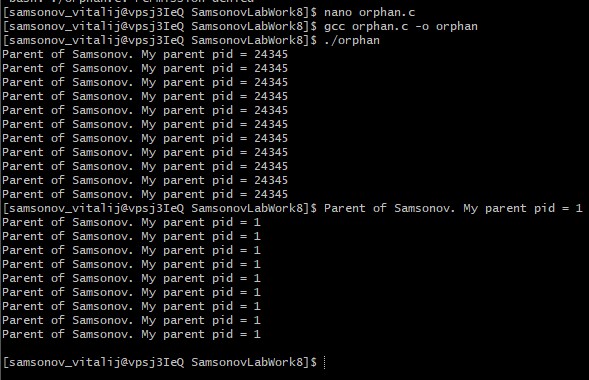 [samsonov_vitalij@vpsj3IeQ SamsonovLabWork8]$ nano orphan.c
[samsonov_vitalij@vpsj3IeQ SamsonovLabWork8]$ gcc orphan.c -o orphan
[samsonov_vitalij@vpsj3IeQ SamsonovLabWork8]$ ./orphan
Parent of Samsonov. My parent pid = 24345
Parent of Samsonov. My parent pid = 24345
Parent of Samsonov. My parent pid = 24345
Parent of Samsonov. My parent pid = 24345
Parent of Samsonov. My parent pid = 24345
Parent of Samsonov. My parent pid = 24345
Parent of Samsonov. My parent pid = 24345
Parent of Samsonov. My parent pid = 24345
Parent of Samsonov. My parent pid = 24345
Parent of Samsonov. My parent pid = 24345
Parent of Samsonov. My parent pid = 24345
[samsonov_vitalij@vpsj3IeQ SamsonovLabWork8]$ Parent of Samsonov. My parent pid = 1
Parent of Samsonov. My parent pid = 1
Parent of Samsonov. My parent pid = 1
Parent of Samsonov. My parent pid = 1
Parent of Samsonov. My parent pid = 1
Parent of Samsonov. My parent pid = 1
Parent of Samsonov. My parent pid = 1
Parent of Samsonov. My parent pid = 1
Parent of Samsonov. My parent pid = 1
Parent of Samsonov. My parent pid = 1
[samsonov_vitalij@vpsj3IeQ SamsonovLabWork8]$